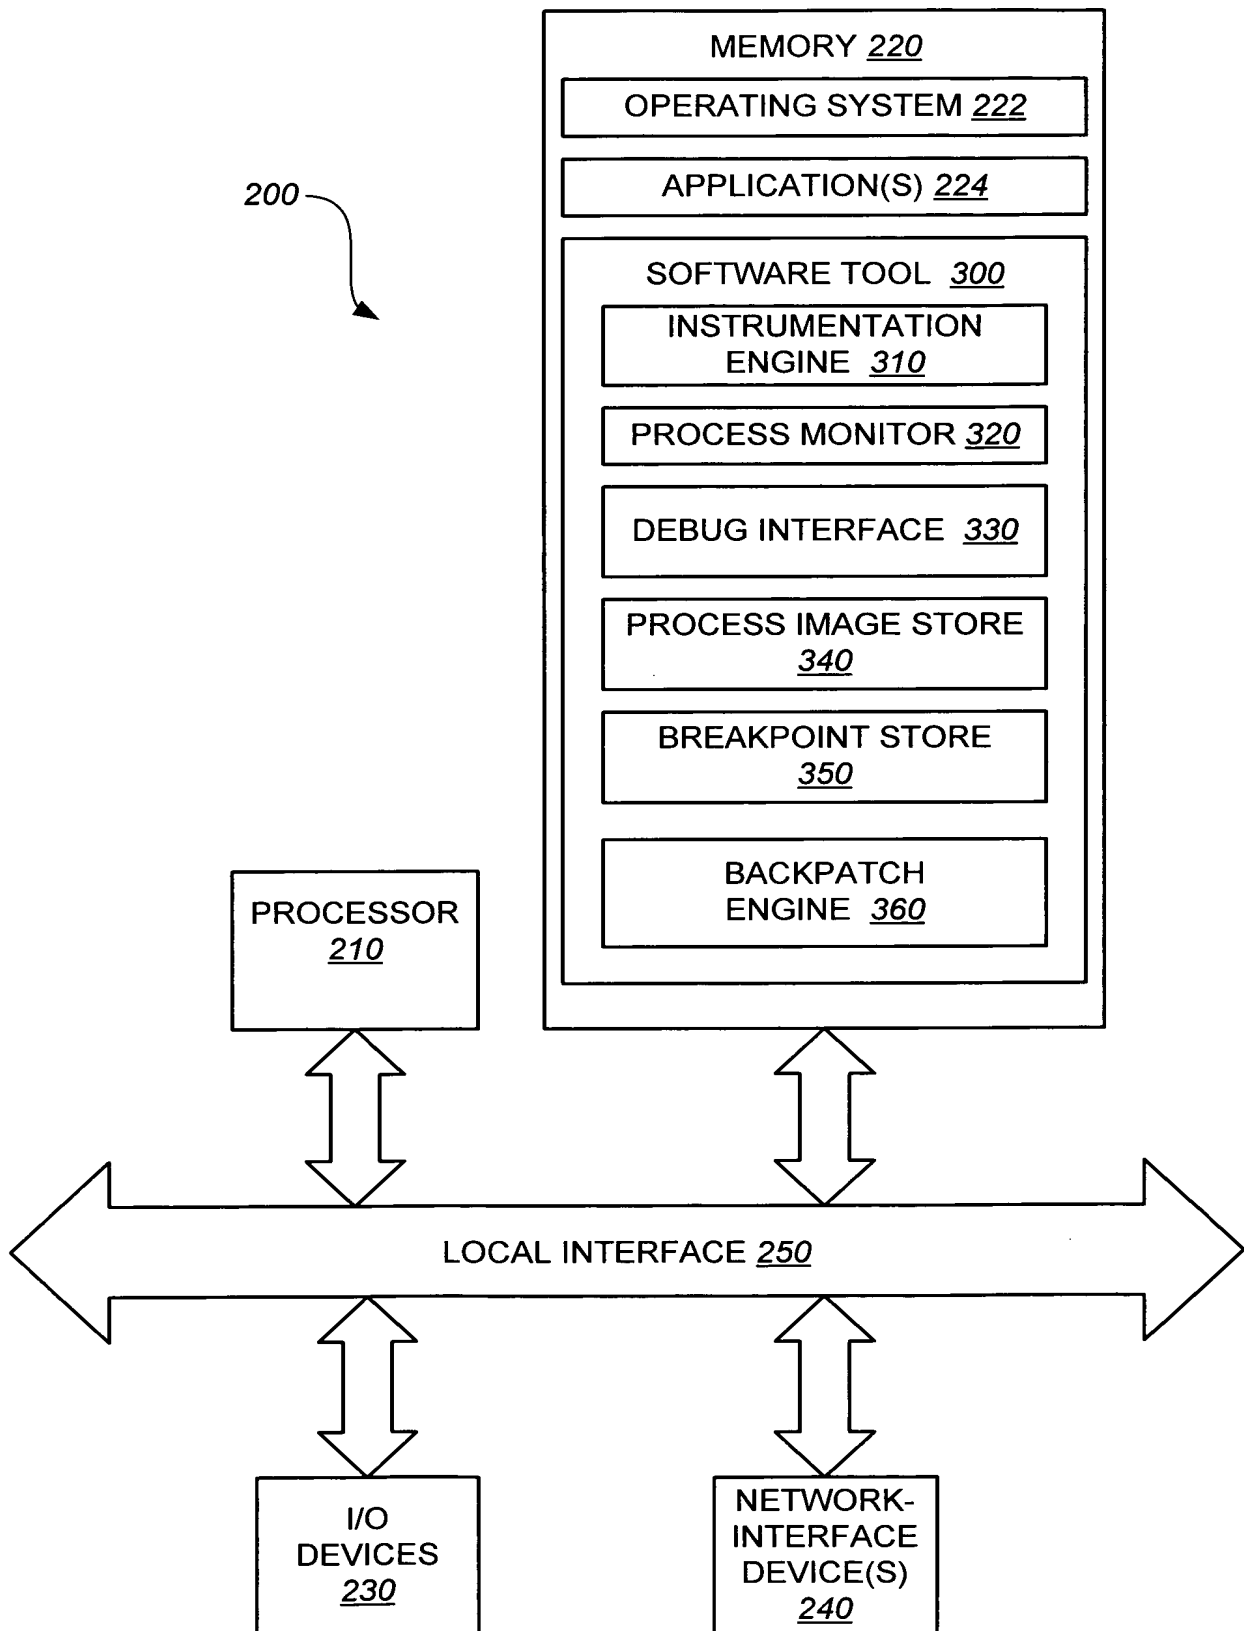 MEMORY 220
OPERATING SYSTEM 222
APPLICATION(S) 224
200
SOFTWARE TOOL 300
INSTRUMENTATION
ENGINE 310
PROCESS MONITOR 320
DEBUG INTERFACE 330
PROCESS IMAGE STORE
340
BREAKPOINT STORE
350
BACKPATCH
ENGINE 360
PROCESSOR
210
LOCAL INTERFACE 250
I/O
DEVICES
230
NETWORK-
INTERFACE
DEVICE(S)
240